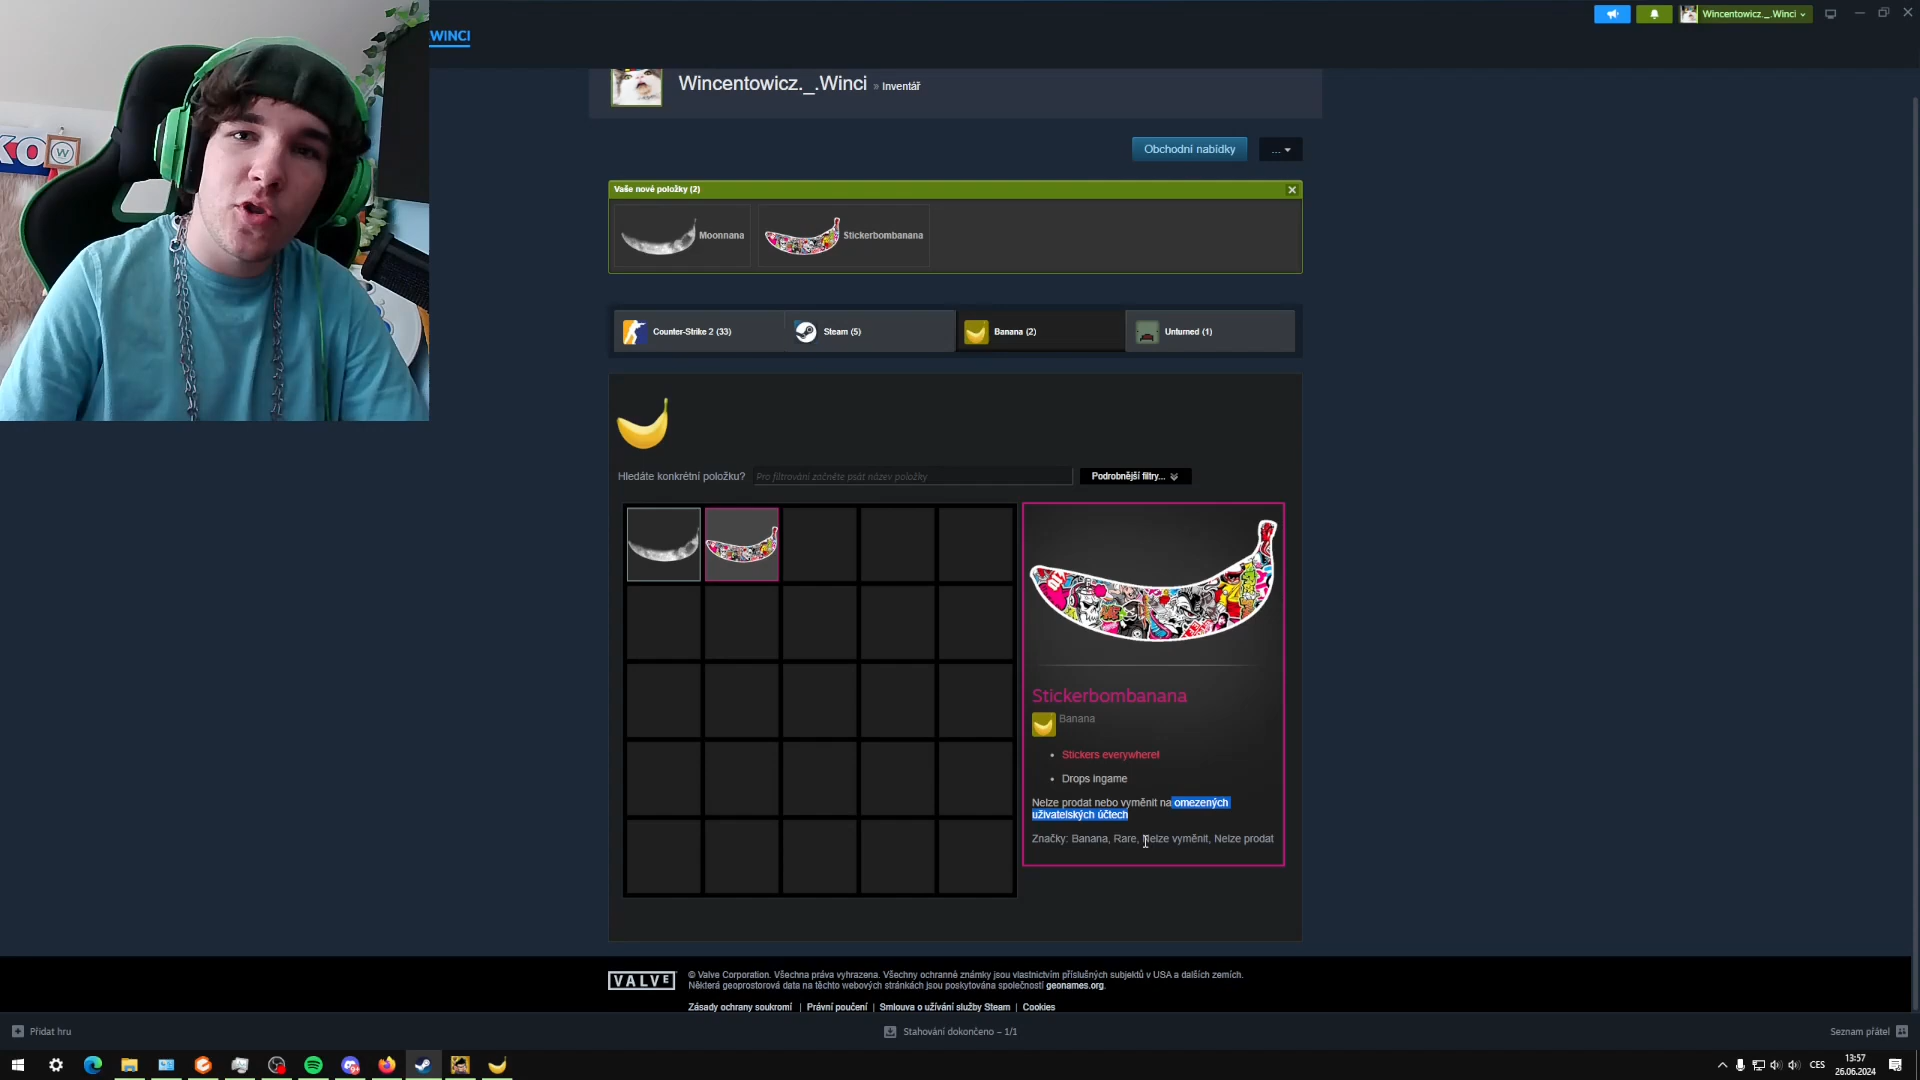 WINCI
Wincentowicz._.Winci
KO
W
Wincentowicz._.Winci » Inventář
Obchodní nabídky
...
Vaše nové položky (2)
Moonnana
Stickerbombanana
Counter-Strike 2 (33)
Steam (5)
Banana (2)
Unturned (1)
Hledáte konkrétní položku?
Pro filtrování začněte psát název položky
Podrobnější filtry...
Stickerbombanana
Banana
Stickers everywhere!
Drops ingame
Nelze prodat nebo vyměnit na omezených
uživatelských účtech
Značky: Banana, Rare, Nelze vyměnit, Nelze prodat
VALVE
© Valve Corporation. Všechna práva vyhrazena. Všechny ochranné známky jsou vlastnictvím příslušných subjektů v USA a dalších zemích.
Některá geoprostorová data na těchto webových stránkách jsou poskytována společností geonames.org.
Zásady ochrany soukromí | Právní poučení | Smlouva o užívání služby Steam | Cookies
Přidat hru
Stahování dokončeno – 1/1
Seznam přátel
CES
13:57
26.06.2024